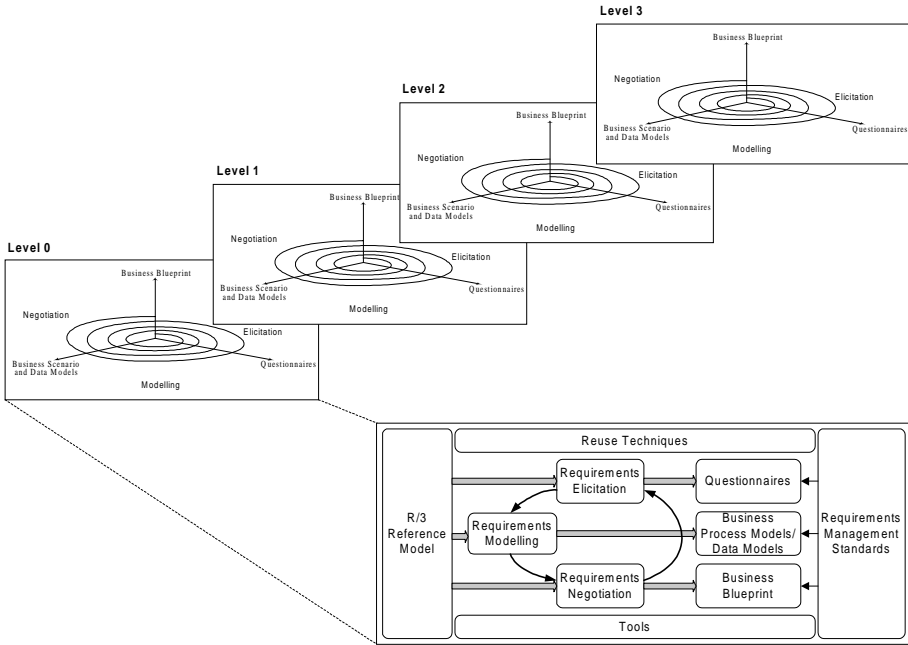 Level 3
Business
Blueprint
Negotiation
Elicitation
Business Scenario
and Data Models
Questionnaires
Modelling
Level 2
Business
Blueprint
Negotiation
Elicitation
Business Scenario
and Data Models
Questionnaires
Modelling
Level 1
Business
Blueprint
Negotiation
Elicitation
Business Scenario
and Data Models
Questionnaires
Modelling
Level 0
Business
Blueprint
Negotiation
Elicitation
Business Scenario
and Data Models
Questionnaires
Modelling
Reuse Techniques
R/3
Reference
Model
Requirements
Elicitation
Questionnaires
Requirements
Modelling
Business
Process Models/
Data Models
Requirements
Management
Standards
Requirements
Negotiation
Business
Blueprint
Tools